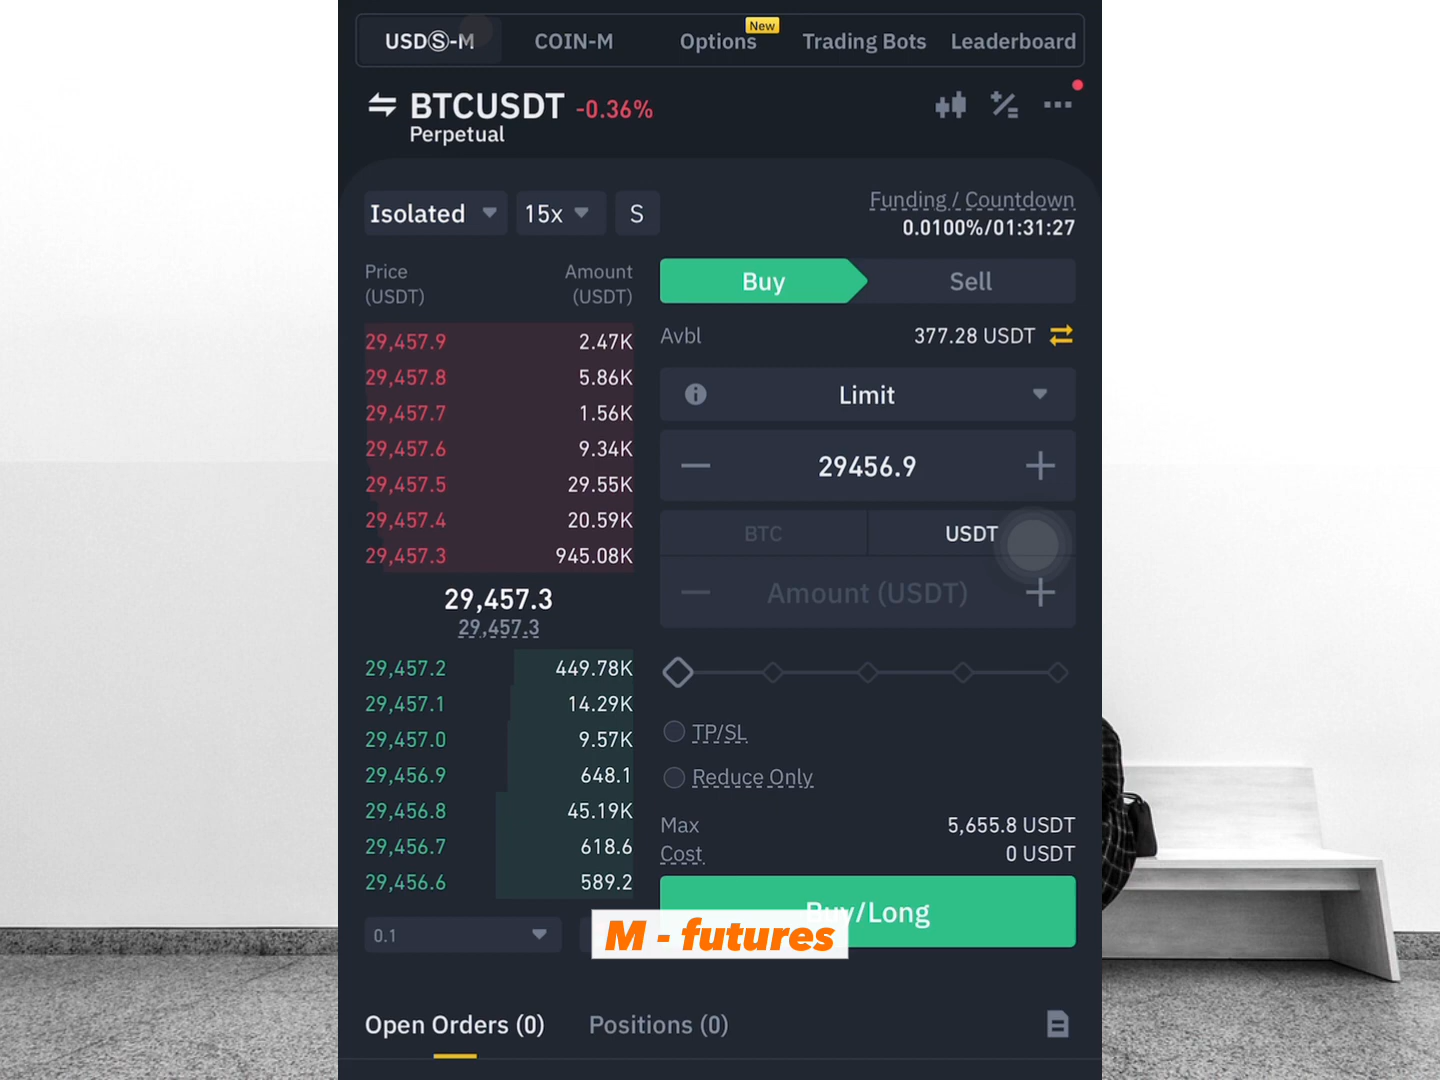 USDⓈ-M COIN-M Options New Trading Bots Leaderboard
BTCUSDT -0.36%
Perpetual
Isolated 15x S
Funding / Countdown
0.0100%/01:31:27
Price (USDT) Amount (USDT)
29,457.9 2.47K
29,457.8 5.86K
29,457.7 1.56K
29,457.6 9.34K
29,457.5 29.55K
29,457.4 20.59K
29,457.3 945.08K
29,457.3
29,457.3
29,457.2 449.78K
29,457.1 14.29K
29,457.0 9.57K
29,456.9 648.1
29,456.8 45.19K
29,456.7 618.6
29,456.6 589.2
0.1
Buy Sell
Avbl 377.28 USDT
Limit
29456.9
BTC USDT
Amount (USDT)
TP/SL
Reduce Only
Max 5,655.8 USDT
Cost 0 USDT
Buy/Long
M - futures
Open Orders (0) Positions (0)